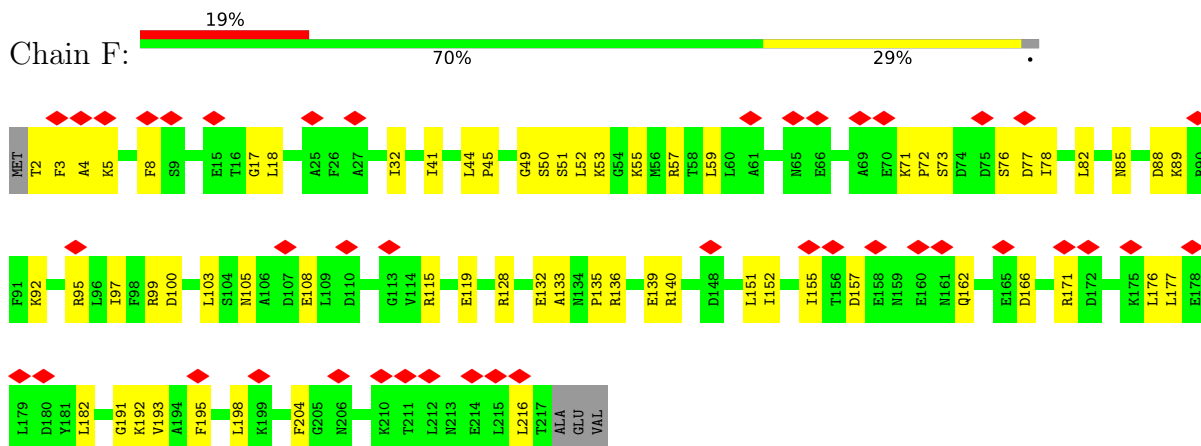 19%
Chain F:
70% 29% •
MET T2 F3 A4 K5 F8 S9 E15 T16 G17 L18 A25 F26 A27 I32 I41 L44 P45 G49 S50 S51 L52 K53 G54 K55 M56 R57 T58 L59 L60 A61 N65 E66 A69 E70 K71 P72 S73 D74 D75 S76 D77 I78 L82 N85 D88 K89 R90
F91 K92 R95 L96 I97 F98 R99 D100 L103 S104 N105 A106 D107 E108 L109 D110 G113 V114 R115 E119 R128 E132 A133 N134 P135 R136 E139 R140 D148 L151 I152 I155 T156 D157 E158 N159 E160 N161 Q162 E165 D166 R171 D172 K175 L176 L177 E178
L179 D180 Y181 L182 G191 K192 V193 A194 F195 L198 K199 F204 G205 N206 K210 T211 L212 N213 E214 L215 L216 T217 ALA GLU VAL